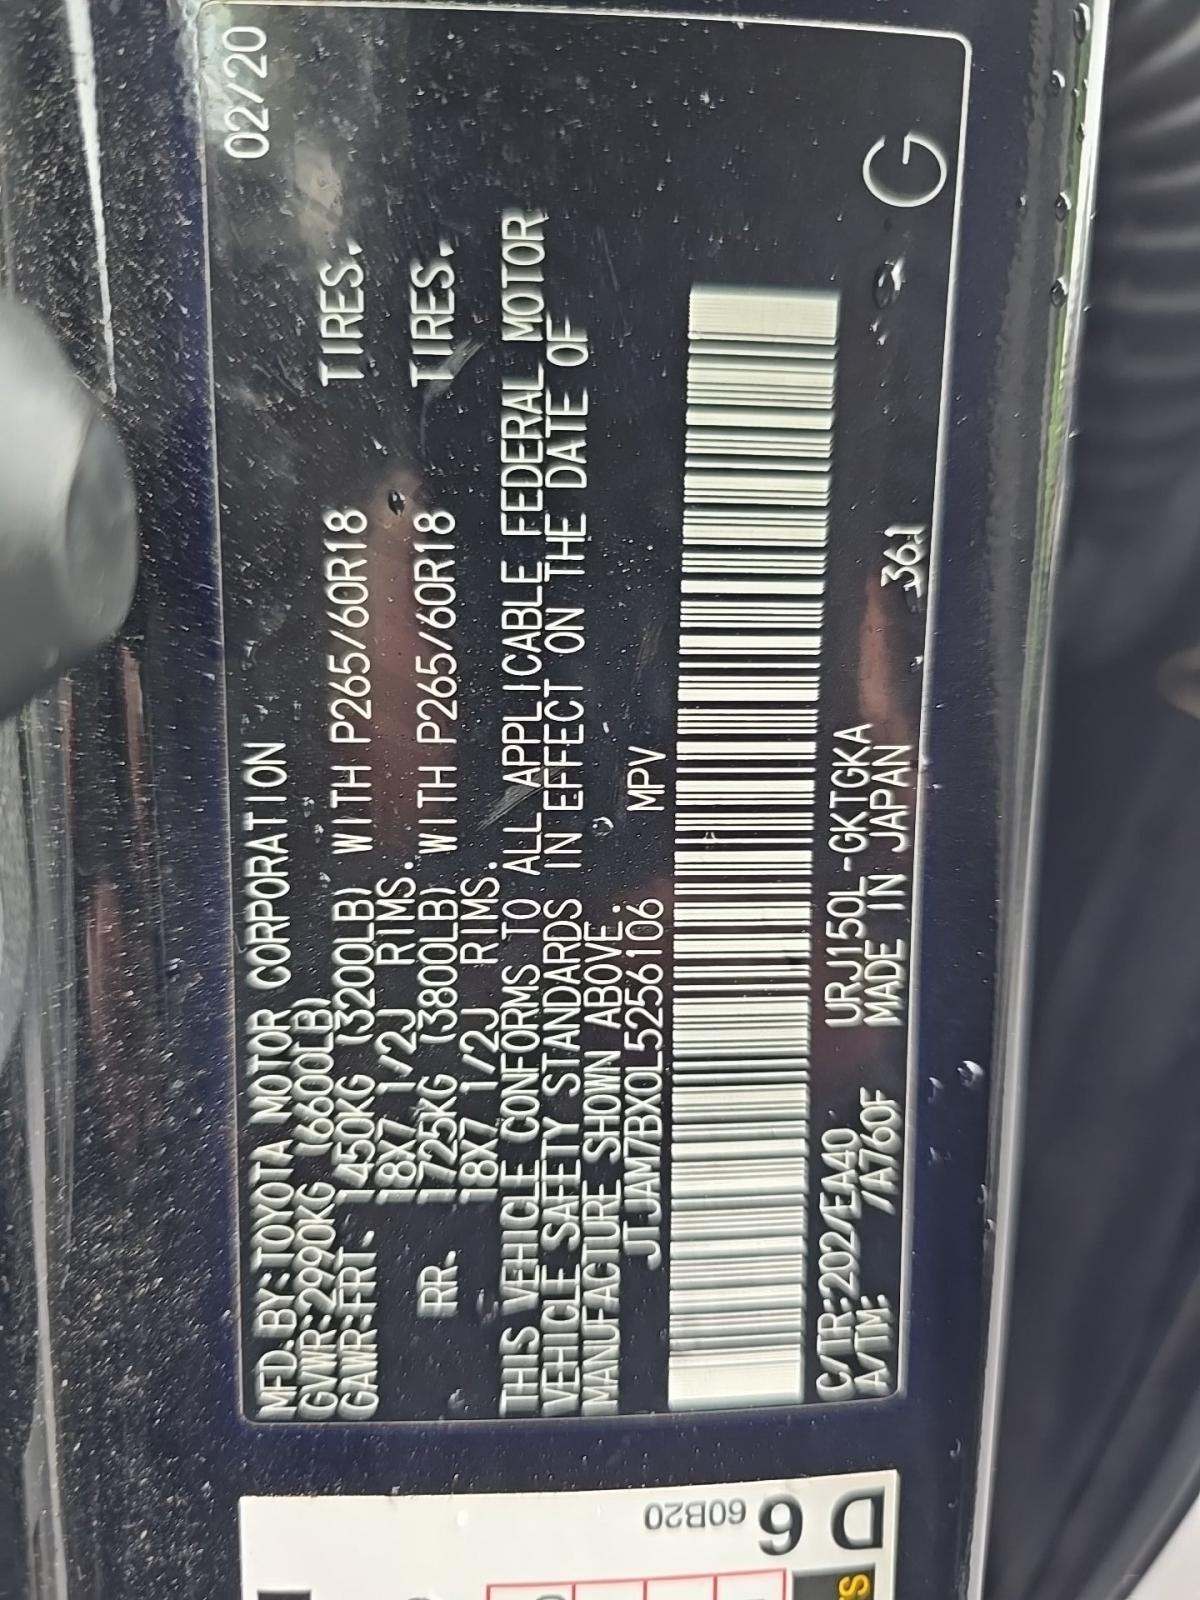 02/20
MFD.BY:TOYOTA MOTOR CORPORATION
GVWR:2990KG (6600LB)
GAWR:FRT. 1450KG (3200LB) WITH P265/60R18 TIRES.
18X7 1/2J RIMS.
RR. 1725KG (3800LB) WITH P265/60R18 TIRES.
18X7 1/2J RIMS.
THIS VEHICLE CONFORMS TO ALL APPLICABLE FEDERAL MOTOR
VEHICLE SAFETY STANDARDS IN EFFECT ON THE DATE OF
MANUFACTURE SHOWN ABOVE.
JTJAM7BX0L5256106 MPV
C/TR:202/EA40 URJ150L-GKTGKA
A/TM: /A760F MADE IN JAPAN 361
G
D 6
60B20